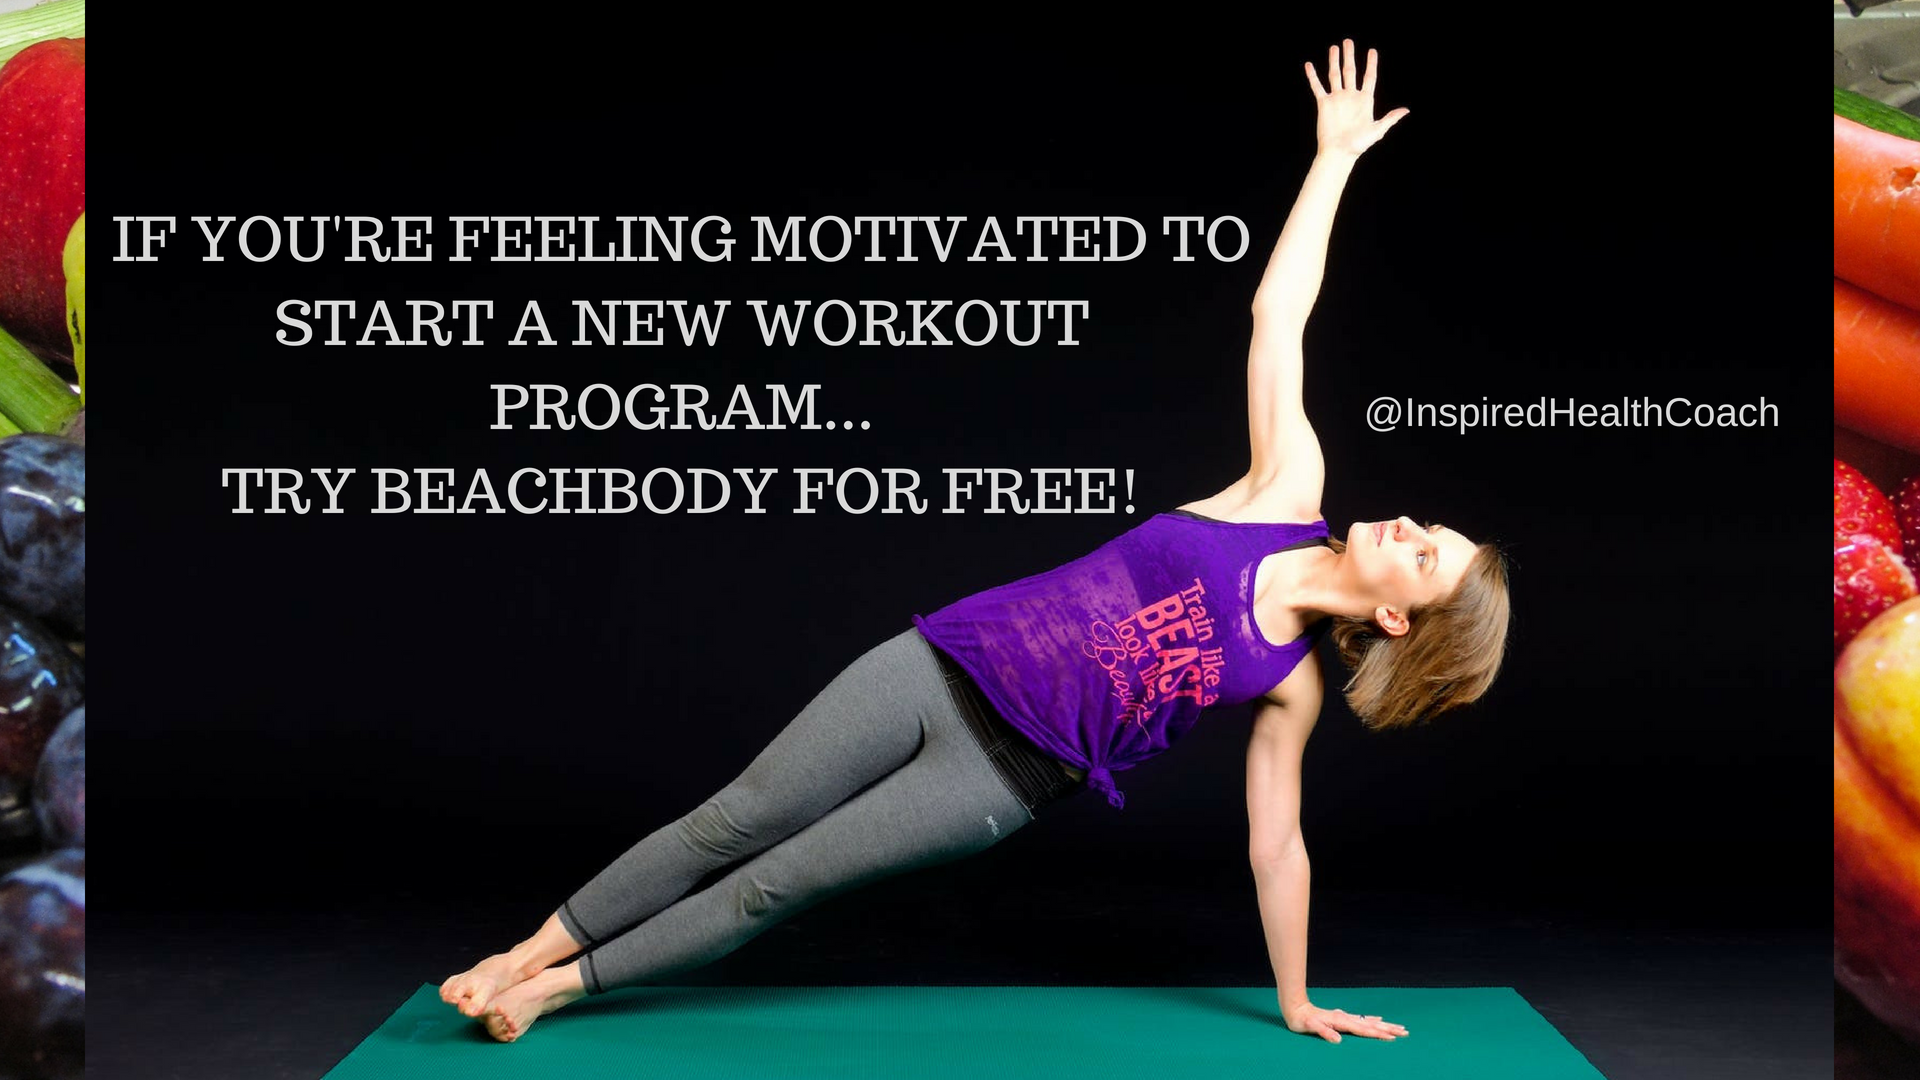 IF YOU'RE FEELING MOTIVATED TO
START A NEW WORKOUT
PROGRAM...
TRY BEACHBODY FOR FREE!
@InspiredHealthCoach
Train like a
BEAST
look like a
Beauty